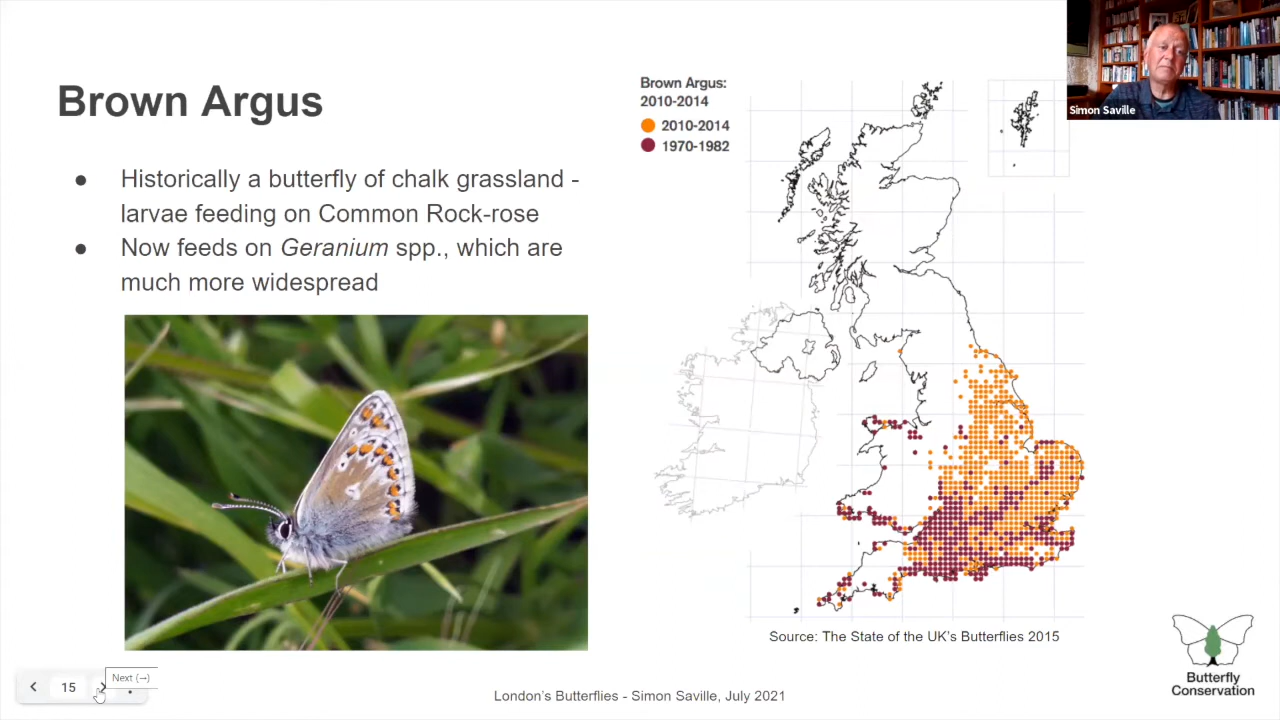 Brown Argus
● Historically a butterfly of chalk grassland -
larvae feeding on Common Rock-rose
● Now feeds on Geranium spp., which are
much more widespread
Brown Argus:
2010-2014
2010-2014
1970-1982
Source: The State of the UK's Butterflies 2015
Simon Saville
15
Next (→)
London's Butterflies - Simon Saville, July 2021
Butterfly
Conservation